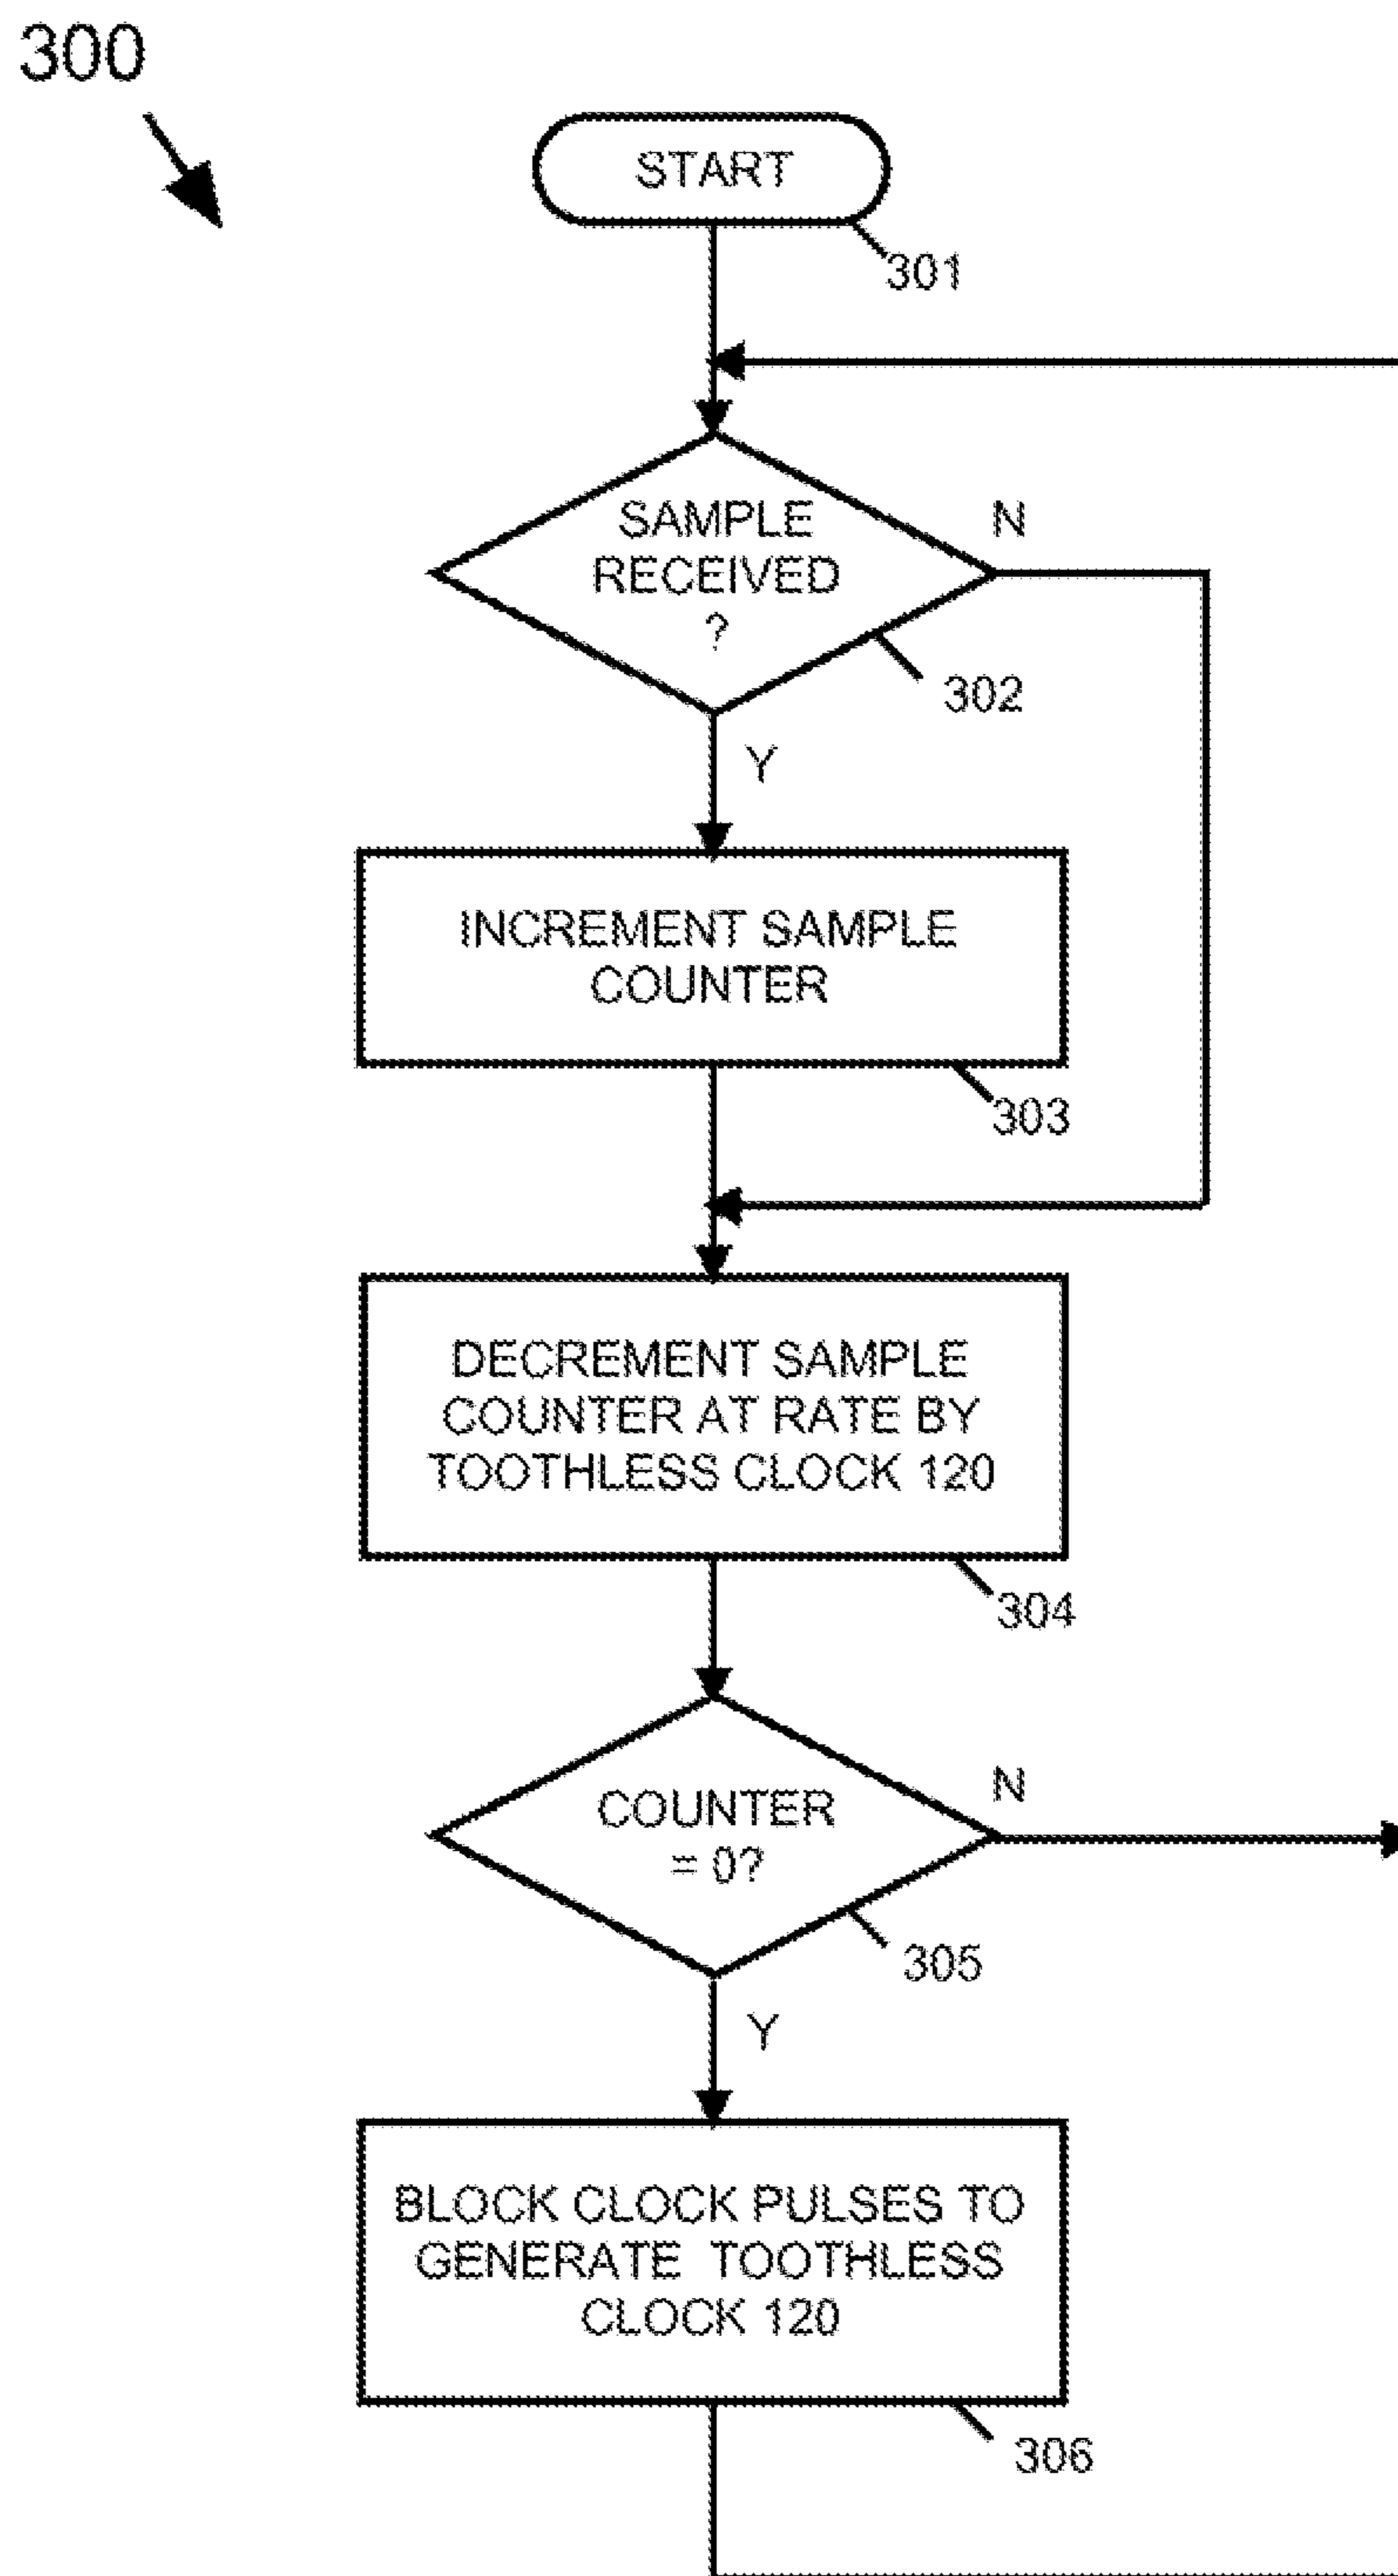 300
START
301
SAMPLE
RECEIVED
?
N
302
Y
INCREMENT SAMPLE
COUNTER
303
DECREMENT SAMPLE
COUNTER AT RATE BY
TOOTHLESS CLOCK 120
304
COUNTER
= 0?
N
305
Y
BLOCK CLOCK PULSES TO
GENERATE TOOTHLESS
CLOCK 120
306